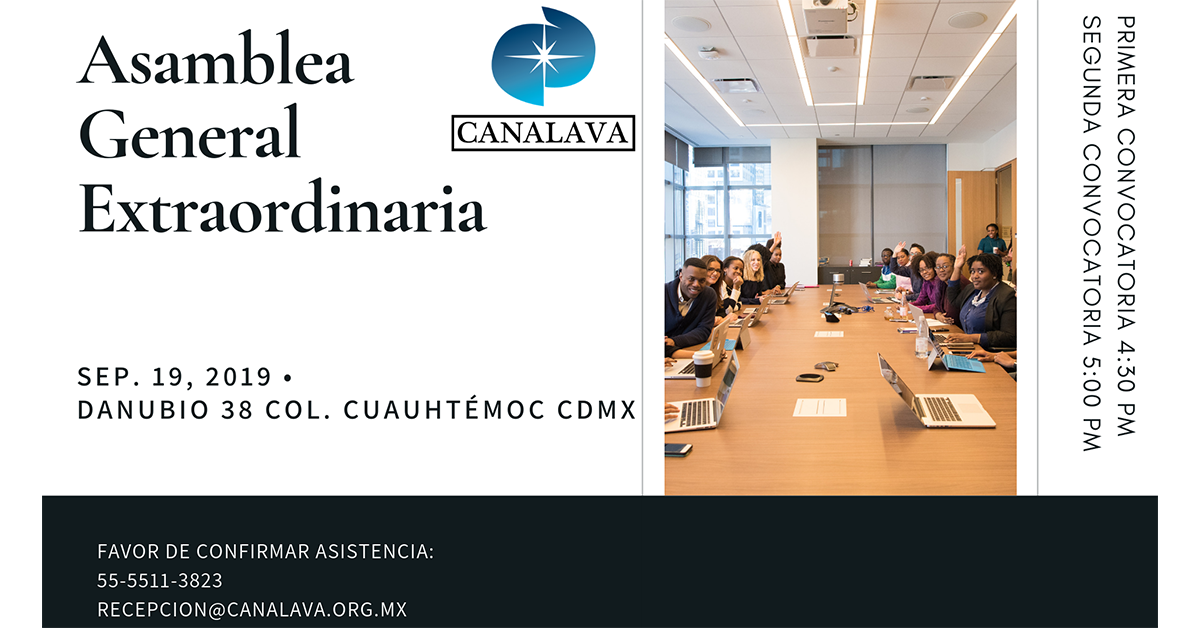 Asamblea
General
Extraordinaria
CANALAVA
SEP. 19, 2019 •
DANUBIO 38 COL. CUAUHTÉMOC CDMX
PRIMERA CONVOCATORIA 4:30 PM
SEGUNDA CONVOCATORIA 5:00 PM
FAVOR DE CONFIRMAR ASISTENCIA:
55-5511-3823
RECEPCION@CANALAVA.ORG.MX